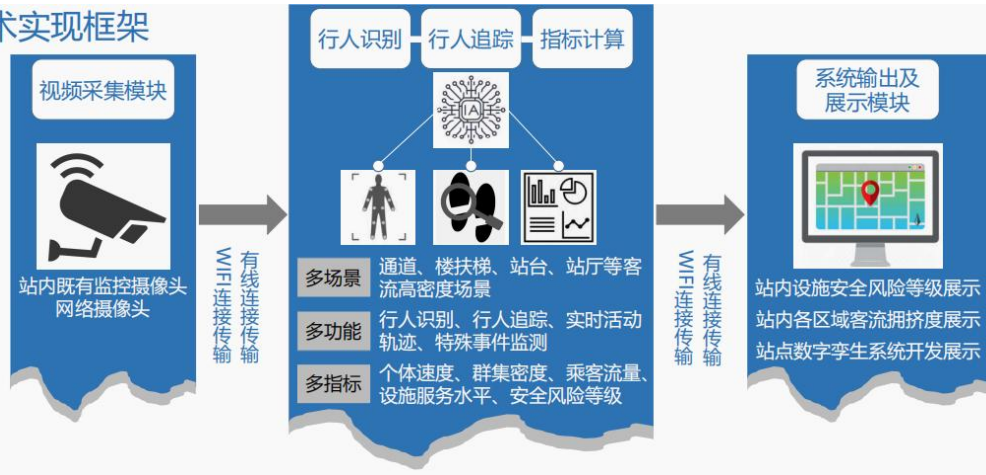 术实现框架
视频采集模块
站内既有监控摄像头
网络摄像头
有线连接传输
WIFI连接传输
行人识别
行人追踪
指标计算
IA
多场景
通道、楼扶梯、站台、站厅等客
流高密度场景
多功能
行人识别、行人追踪、实时活动
轨迹、特殊事件监测
多指标
个体速度、群集密度、乘客流量、
设施服务水平、安全风险等级
有线连接传输
WIFI连接传输
系统输出及
展示模块
站内设施安全风险等级展示
站内各区域客流拥挤度展示
站点数字孪生系统开发展示